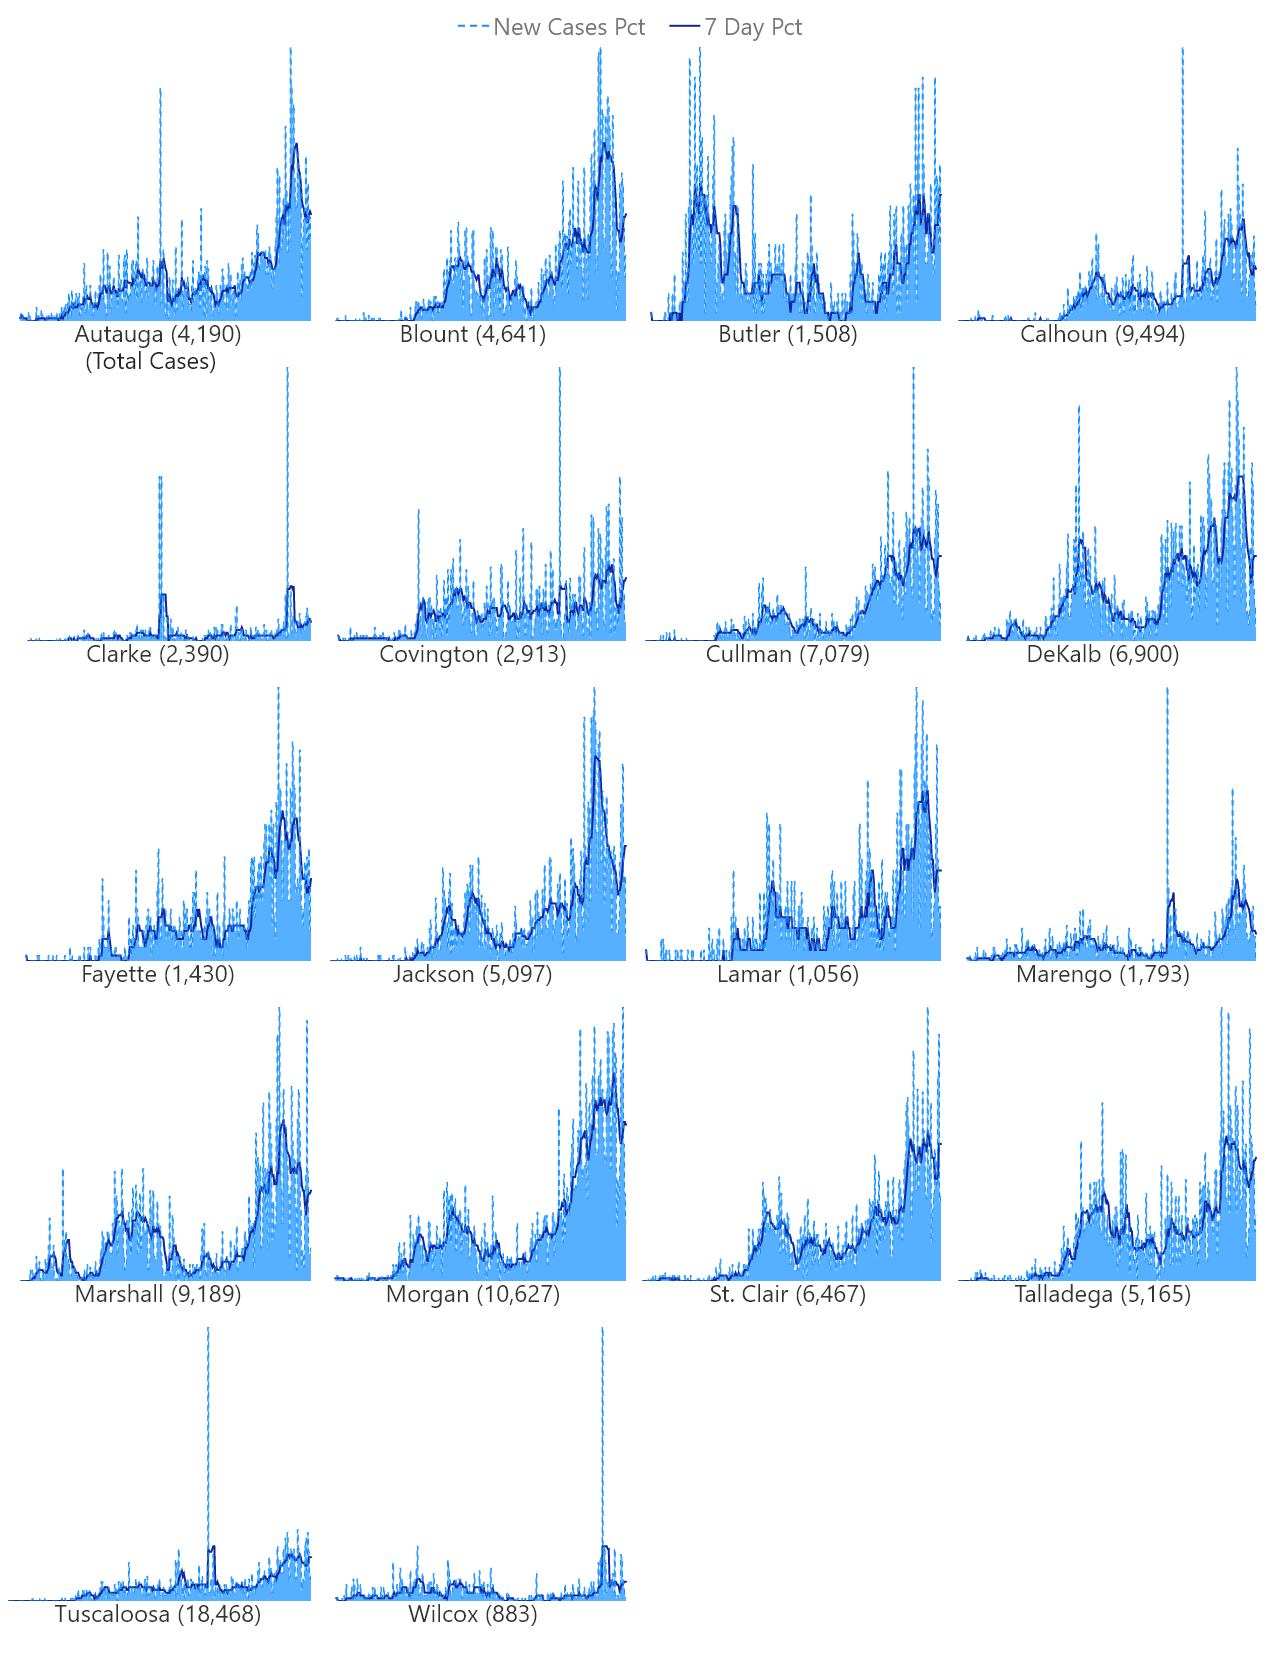 New Cases Pct 7 Day Pct
Autauga (4,190)
(Total Cases)
Blount (4,641)
Butler (1,508)
Calhoun (9,494)
Clarke (2,390)
Covington (2,913)
Cullman (7,079)
DeKalb (6,900)
Fayette (1,430)
Jackson (5,097)
Lamar (1,056)
Marengo (1,793)
Marshall (9,189)
Morgan (10,627)
St. Clair (6,467)
Talladega (5,165)
Tuscaloosa (18,468)
Wilcox (883)